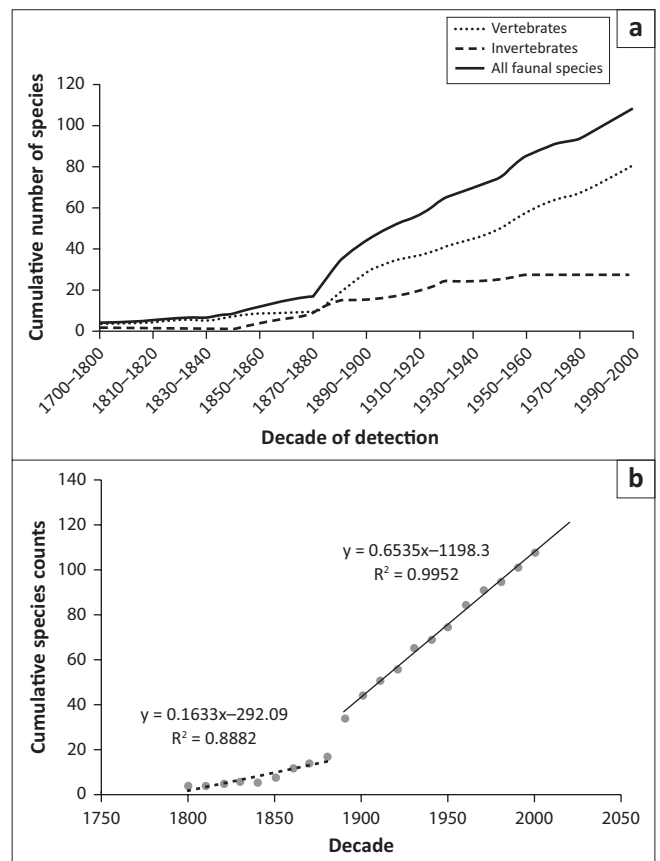 a
Vertebrates
Invertebrates
All faunal species
Cumulative number of species
120
100
80
60
40
20
0
1700–1800
1810–1820
1830–1840
1850–1860
1870–1880
1890–1900
1910–1920
1930–1940
1950–1960
1970–1980
1990–2000
Decade of detection
b
Cumulative species counts
140
120
100
80
60
40
20
0
y = 0.6535x–1198.3
R² = 0.9952
y = 0.1633x–292.09
R² = 0.8882
1750
1800
1850
1900
1950
2000
2050
Decade